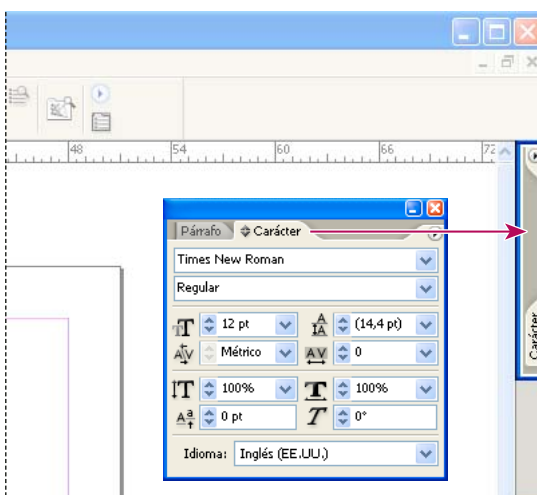 48 54 60 66 72
Párrafo Carácter
Times New Roman
Regular
12 pt (14,4 pt)
Métrico 0
100% 100%
0 pt 0°
Idioma: Inglés (EE.UU.)
Carácter